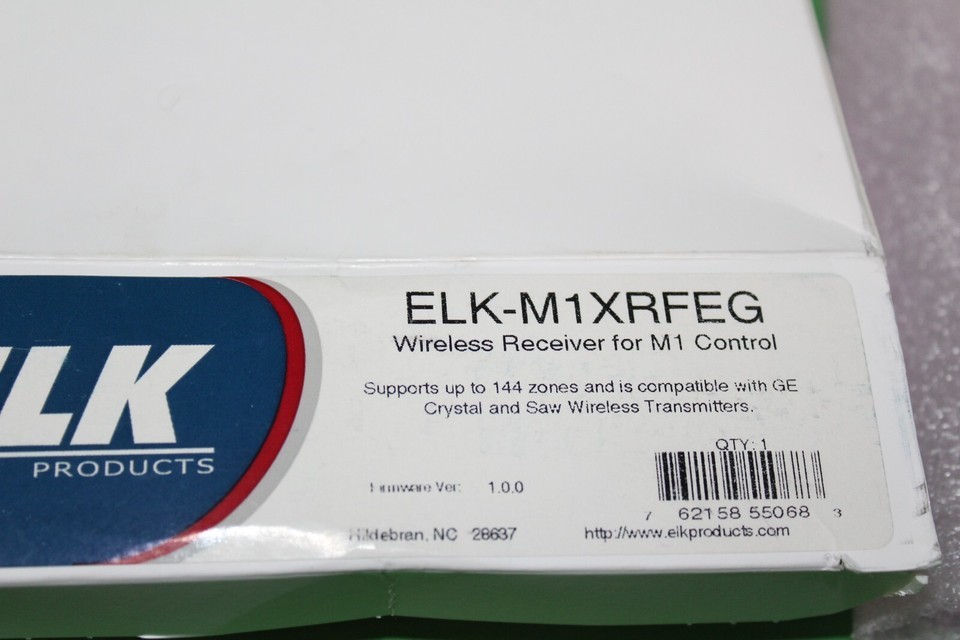 ELK-M1XRFEG
Wireless Receiver for M1 Control
Supports up to 144 zones and is compatible with GE
Crystal and Saw Wireless Transmitters.
ELK
PRODUCTS
QTY: 1
Firmware Ver: 1.0.0
7 62158 55068 3
Hildebran, NC 28637
http://www.elkproducts.com